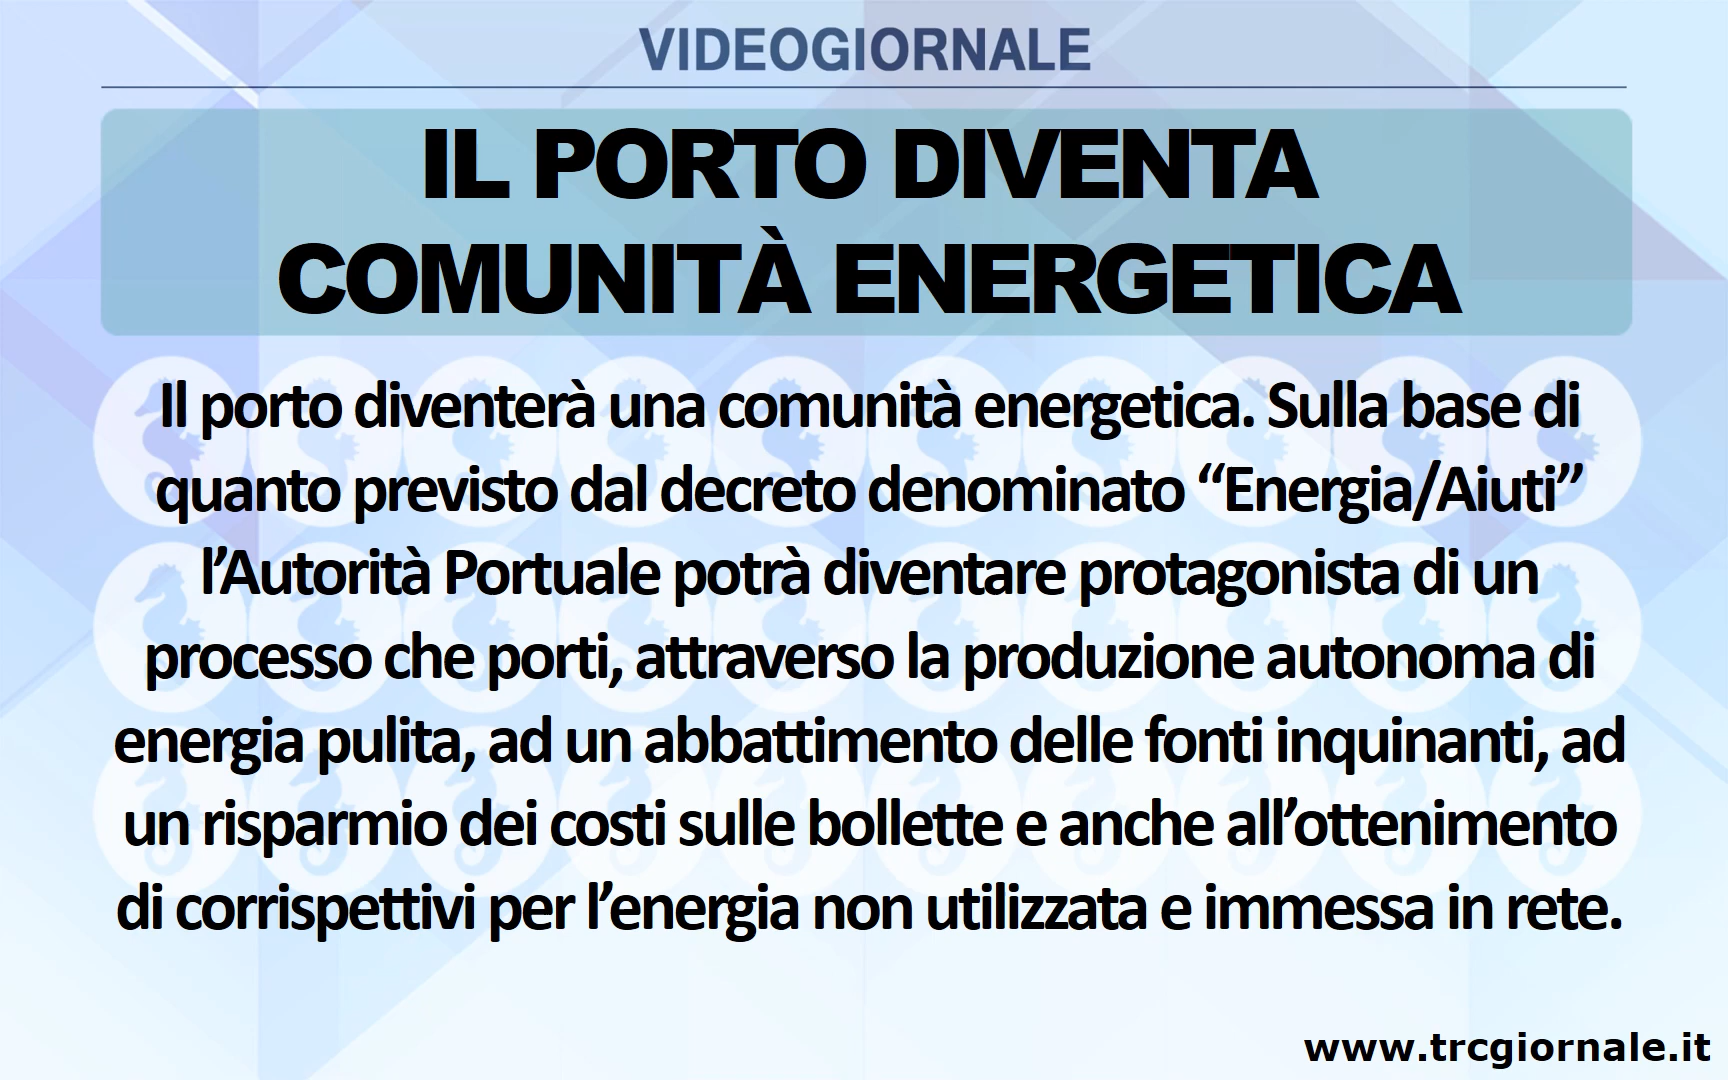 VIDEOGIORNALE
IL PORTO DIVENTA
COMUNITÀ ENERGETICA
Il porto diventerà una comunità energetica. Sulla base di
quanto previsto dal decreto denominato “Energia/Aiuti”
l’Autorità Portuale potrà diventare protagonista di un
processo che porti, attraverso la produzione autonoma di
energia pulita, ad un abbattimento delle fonti inquinanti, ad
un risparmio dei costi sulle bollette e anche all’ottenimento
di corrispettivi per l’energia non utilizzata e immessa in rete.
www.trcgiornale.it